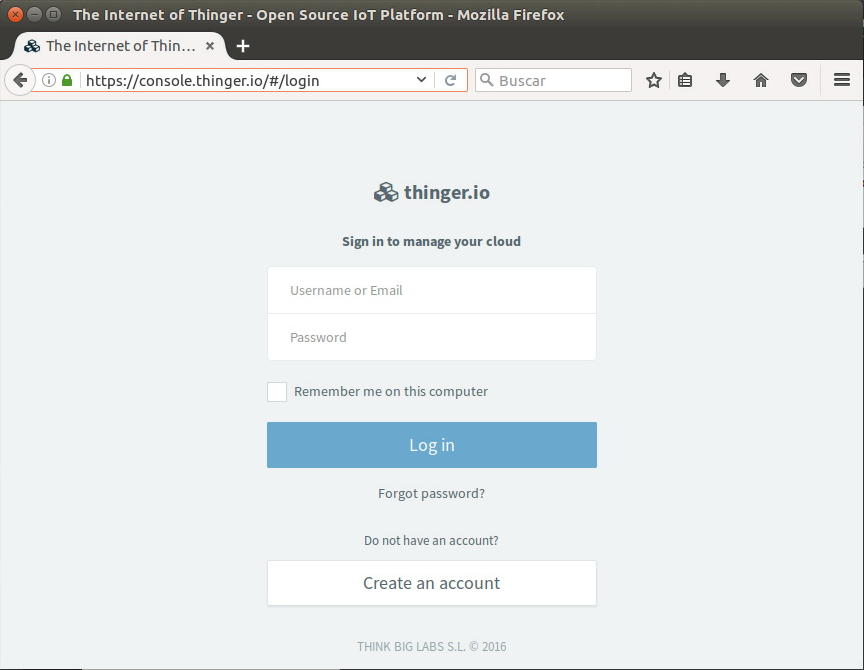 The Internet of Thinger - Open Source IoT Platform - Mozilla Firefox
The Internet of Thin...
https://console.thinger.io/#/login
Buscar
thinger.io
Sign in to manage your cloud
Username or Email
Password
Remember me on this computer
Log in
Forgot password?
Do not have an account?
Create an account
THINK BIG LABS S.L. © 2016